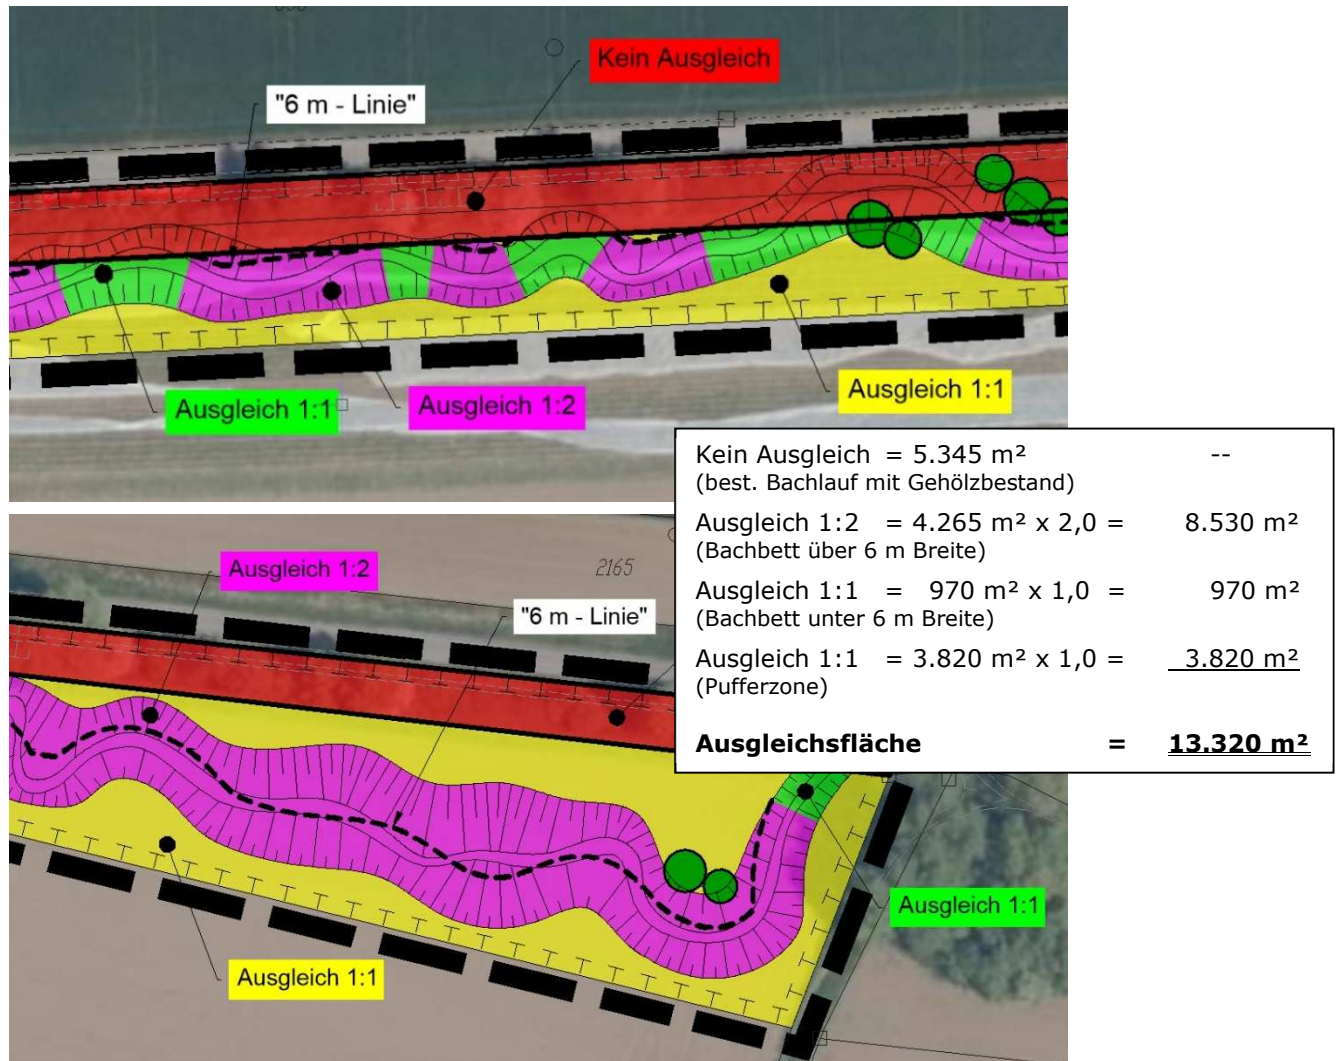 Kein Ausgleich
"6 m - Linie"
Ausgleich 1:1
Ausgleich 1:2
Ausgleich 1:1
Kein Ausgleich = 5.345 m² --
(best. Bachlauf mit Gehölzbestand)
Ausgleich 1:2 = 4.265 m² x 2,0 = 8.530 m²
(Bachbett über 6 m Breite)
Ausgleich 1:1 = 970 m² x 1,0 = 970 m²
(Bachbett unter 6 m Breite)
Ausgleich 1:1 = 3.820 m² x 1,0 = 3.820 m²
(Pufferzone)
Ausgleichsfläche = 13.320 m²
Ausgleich 1:2
2165
"6 m - Linie"
Ausgleich 1:1
Ausgleich 1:1